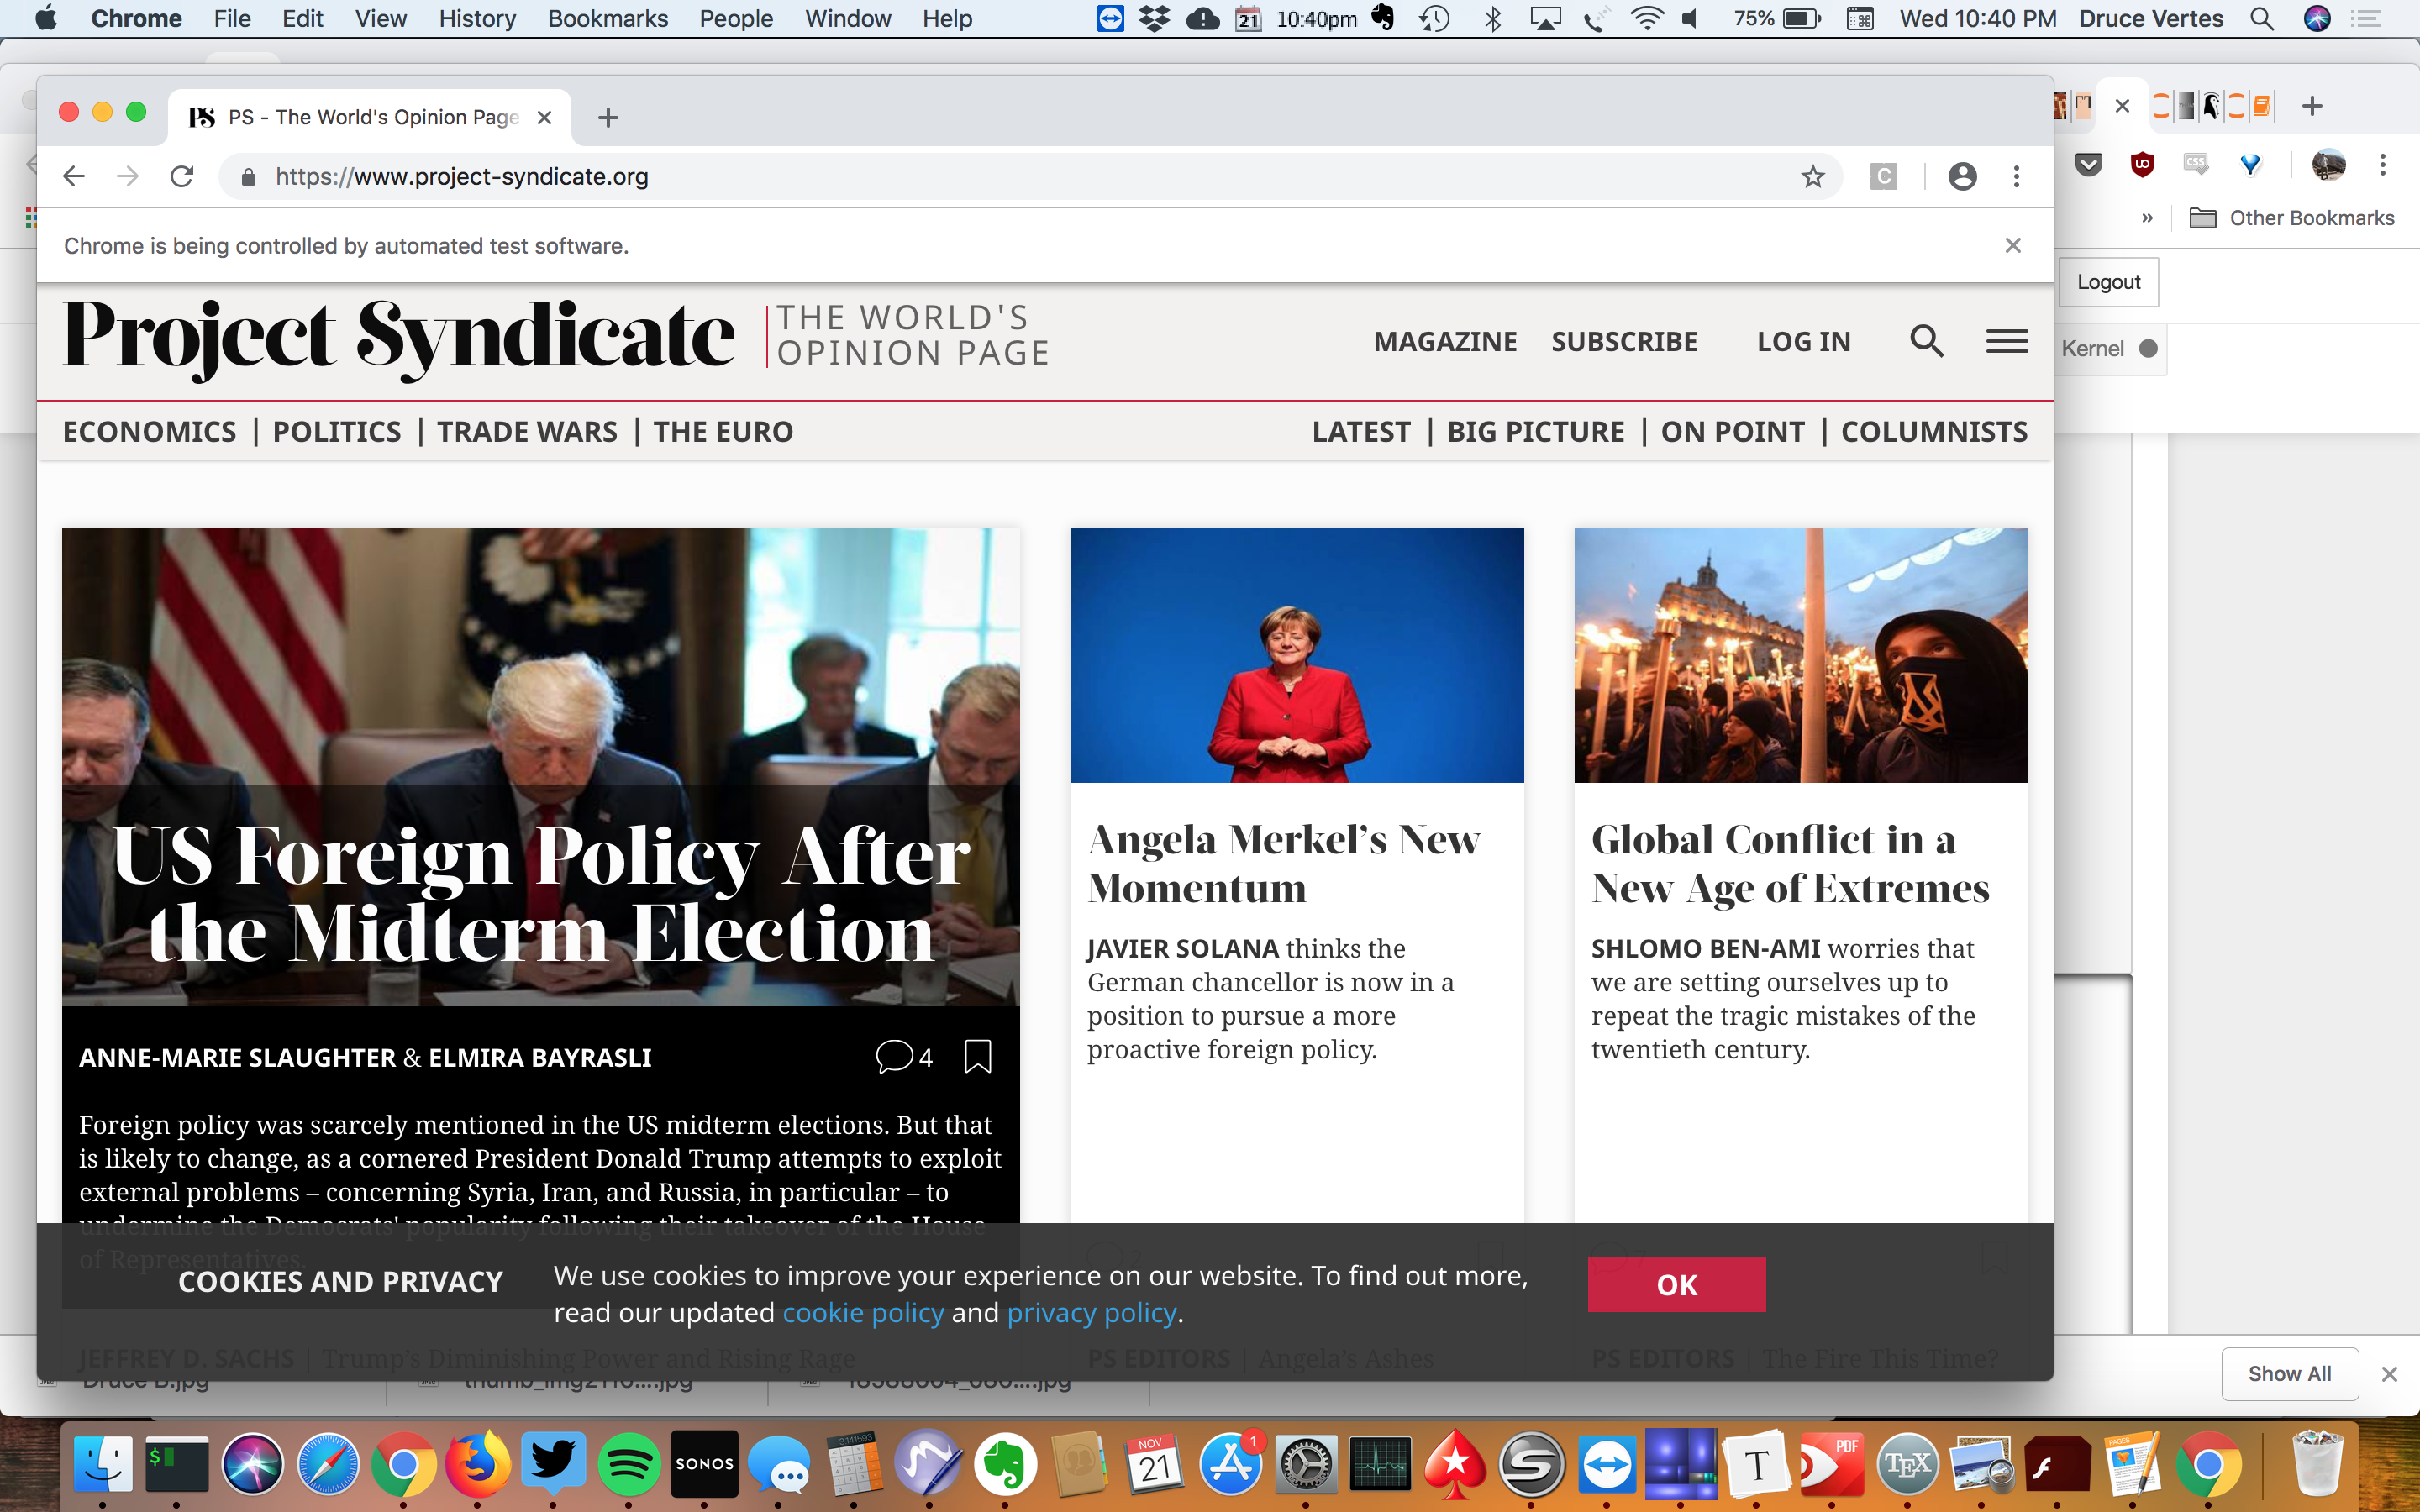 Chrome File Edit View History Bookmarks People Window Help
21 10:40pm 75% Wed 10:40 PM Druce Vertes
PS PS - The World's Opinion Page
FT
https://www.project-syndicate.org
C
CSS
Other Bookmarks
Chrome is being controlled by automated test software.
Logout
Kernel
Project Syndicate
THE WORLD'S
OPINION PAGE
MAGAZINE SUBSCRIBE LOG IN
ECONOMICS | POLITICS | TRADE WARS | THE EURO
LATEST | BIG PICTURE | ON POINT | COLUMNISTS
US Foreign Policy After
the Midterm Election
ANNE-MARIE SLAUGHTER & ELMIRA BAYRASLI
4
Foreign policy was scarcely mentioned in the US midterm elections. But that
is likely to change, as a cornered President Donald Trump attempts to exploit
external problems – concerning Syria, Iran, and Russia, in particular – to
undermine the Democrats' popularity following their takeover of the House
of Representatives.
Angela Merkel’s New
Momentum
JAVIER SOLANA thinks the
German chancellor is now in a
position to pursue a more
proactive foreign policy.
Global Conflict in a
New Age of Extremes
SHLOMO BEN-AMI worries that
we are setting ourselves up to
repeat the tragic mistakes of the
twentieth century.
COOKIES AND PRIVACY
We use cookies to improve your experience on our website. To find out more,
read our updated cookie policy and privacy policy.
OK
JEFFREY D. SACHS | Trump’s Diminishing Power and Rising Rage
PS EDITORS | Angela’s Ashes
PS EDITORS | The Fire This Time?
Druce B.jpg
Show All
$
SONOS
3.141593
NOV
21
1
T
PDF
TEX
PAGES